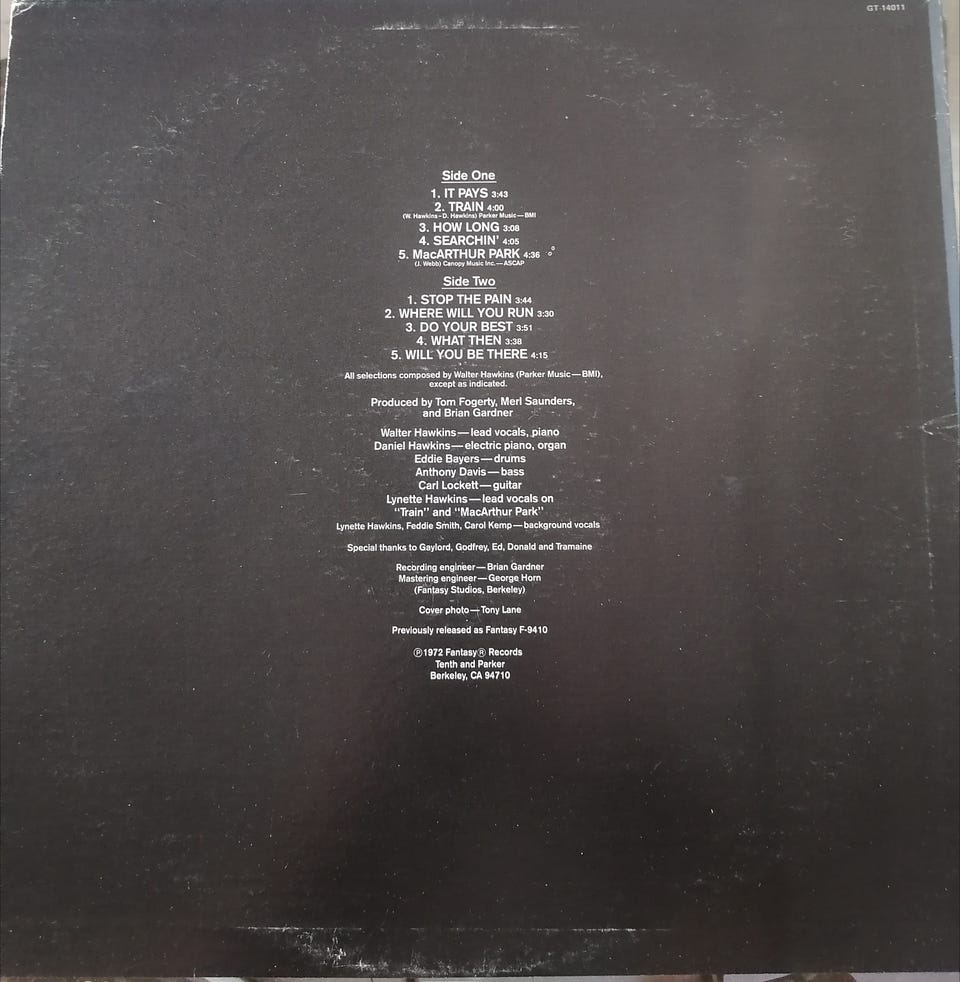 GT-14011
Side One
1. IT PAYS 3:43
2. TRAIN 4:00
(W. Hawkins–D. Hawkins) Parker Music—BMI
3. HOW LONG 3:08
4. SEARCHIN' 4:05
5. MacARTHUR PARK 4:36
(J. Webb) Canopy Music Inc.—ASCAP
Side Two
1. STOP THE PAIN 3:44
2. WHERE WILL YOU RUN 3:30
3. DO YOUR BEST 3:51
4. WHAT THEN 3:38
5. WILL YOU BE THERE 4:15
All selections composed by Walter Hawkins (Parker Music—BMI),
except as indicated.
Produced by Tom Fogerty, Merl Saunders,
and Brian Gardner
Walter Hawkins—lead vocals, piano
Daniel Hawkins—electric piano, organ
Eddie Bayers—drums
Anthony Davis—bass
Carl Lockett—guitar
Lynette Hawkins—lead vocals on
"Train" and "MacArthur Park"
Lynette Hawkins, Feddie Smith, Carol Kemp—background vocals
Special thanks to Gaylord, Godfrey, Ed, Donald and Tramaine
Recording engineer—Brian Gardner
Mastering engineer—George Horn
(Fantasy Studios, Berkeley)
Cover photo—Tony Lane
Previously released as Fantasy F-9410
℗1972 Fantasy® Records
Tenth and Parker
Berkeley, CA 94710